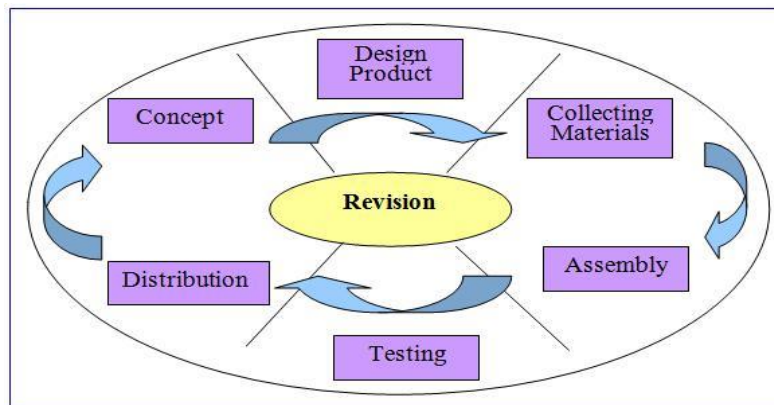 Design
Product
Concept
Collecting
Materials
Revision
Distribution
Assembly
Testing